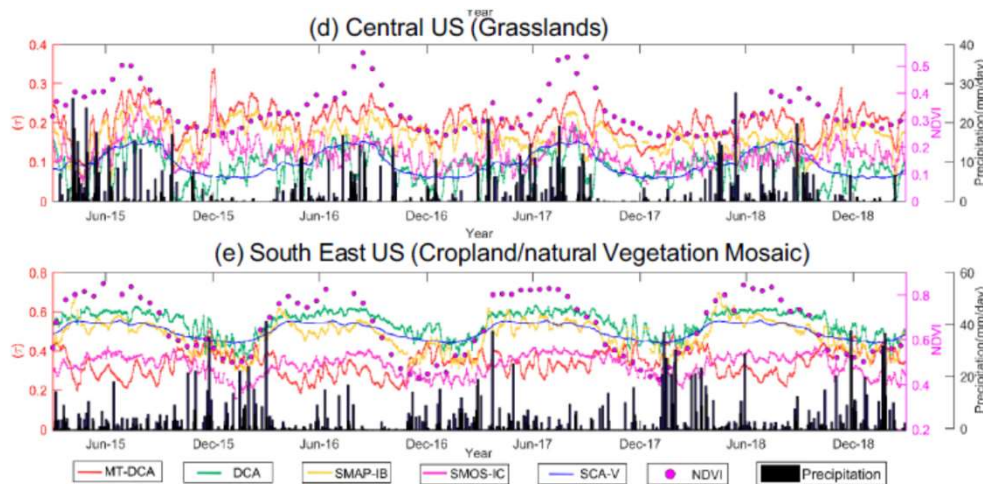 Year
(d) Central US (Grasslands)
0.4
0.3
0.2
0.1
0
(τ)
0.5
0.4
0.3
0.2
0.1
0
NDVI
40
30
20
10
0
Precipitation(mm/day)
Jun-15 Dec-15 Jun-16 Dec-16 Jun-17 Dec-17 Jun-18 Dec-18
Year
(e) South East US (Cropland/natural Vegetation Mosaic)
0.8
0.6
0.4
0.2
0
(τ)
0.8
0.6
0.4
0.2
NDVI
60
40
20
0
Precipitation(mm/day)
Jun-15 Dec-15 Jun-16 Dec-16 Jun-17 Dec-17 Jun-18 Dec-18
Year
MT-DCA DCA SMAP-IB SMOS-IC SCA-V NDVI Precipitation